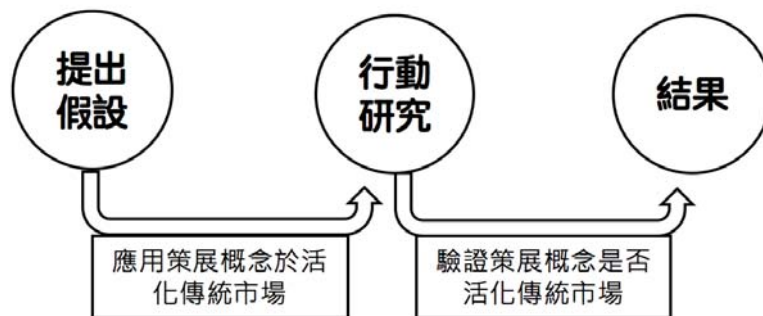 提出
假設
行動
研究
結果
應用策展概念於活
化傳統市場
驗證策展概念是否
活化傳統市場